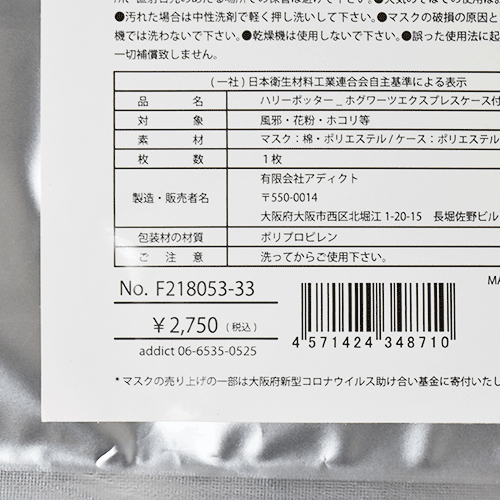 ●汚れた場合は中性洗剤で軽く押し洗いして下さい。●マスクの破損の原因と
機では洗わないで下さい。●乾燥機は使用しないで下さい。●誤った使用法に起
一切補償致しません。
(一社)日本衛生材料工業連合会自主基準による表示
品 名 ハリーポッター_ホグワーツエクスプレスケース付
対 象 風邪・花粉・ホコリ等
素 材 マスク:綿・ポリエステル/ケース:ポリエステル
枚 数 1枚
製造・販売者名 有限会社アディクト
〒550-0014
大阪府大阪市西区北堀江1-20-15 長堀佐野ビル
包装材の材質 ポリプロピレン
ご 注 意 洗ってからご使用下さい。
No. F218053-33
MA
¥2,750 (税込)
addict 06-6535-0525
4 571424 348710
*マスクの売り上げの一部は大阪府新型コロナウイルス助け合い基金に寄付いたし